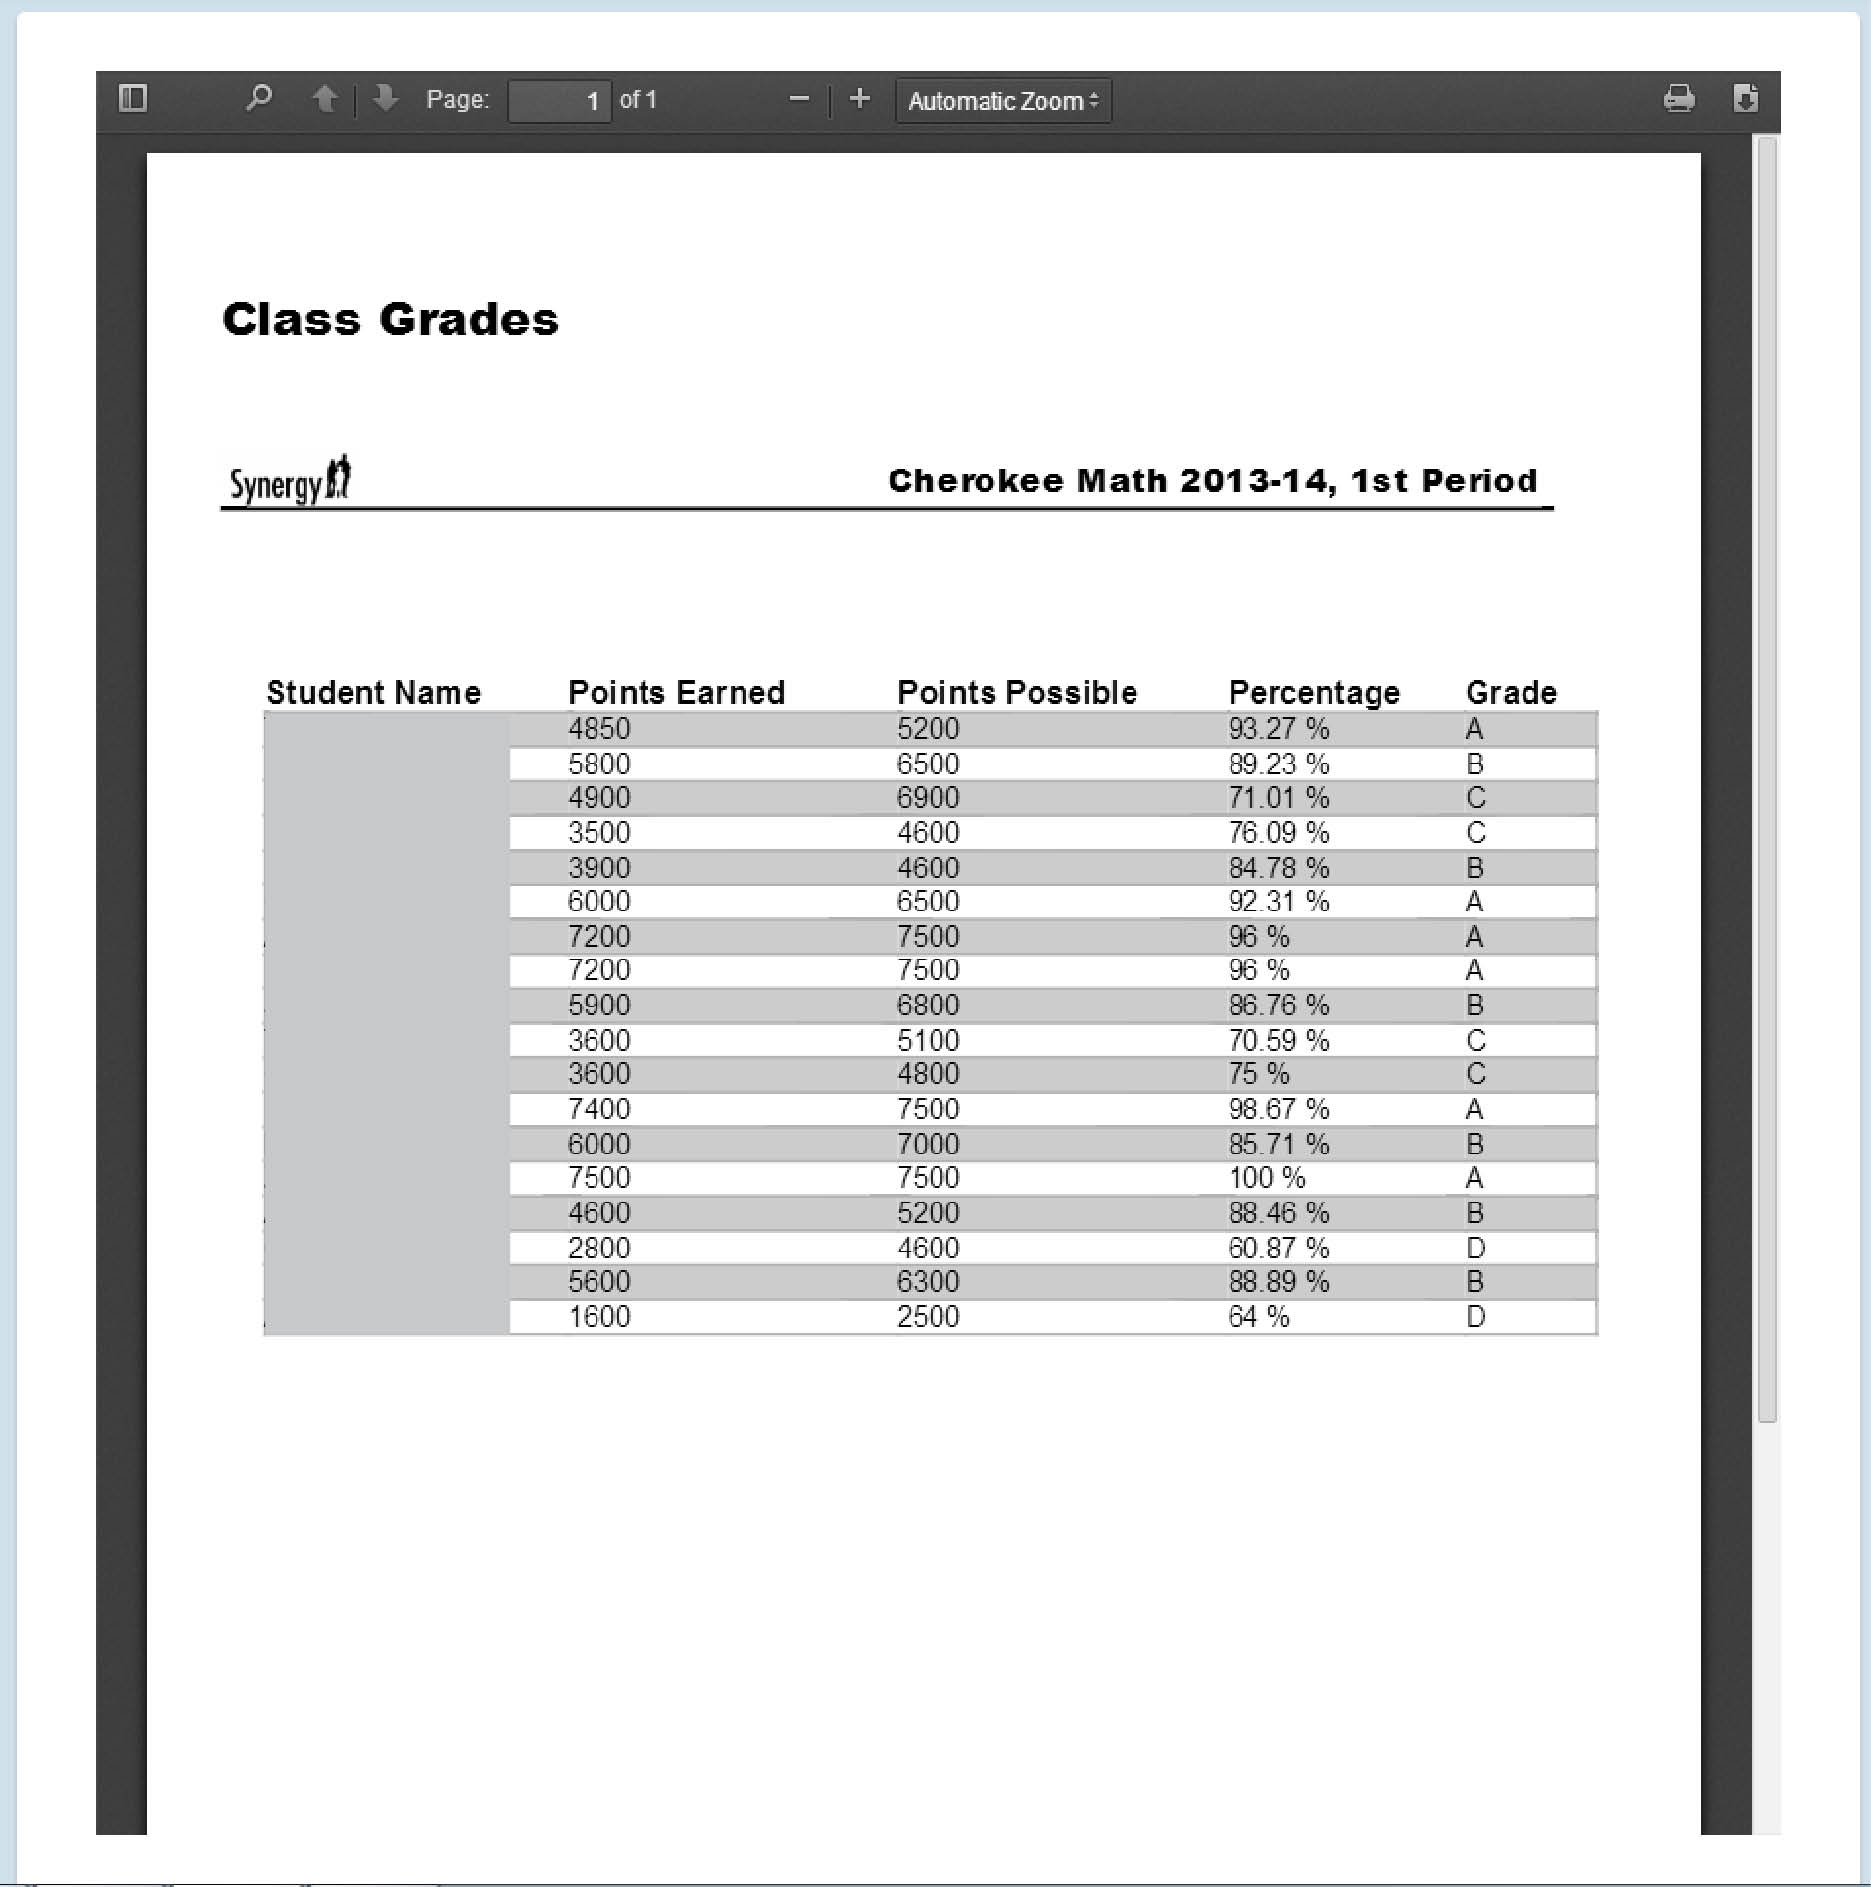 Page: 1 of 1 Automatic Zoom
Class Grades
Synergy
Cherokee Math 2013-14, 1st Period
Student Name Points Earned Points Possible Percentage Grade
4850 5200 93.27 % A
5800 6500 89.23 % B
4900 6900 71.01 % C
3500 4600 76.09 % C
3900 4600 84.78 % B
6000 6500 92.31 % A
7200 7500 96 % A
7200 7500 96 % A
5900 6800 86.76 % B
3600 5100 70.59 % C
3600 4800 75 % C
7400 7500 98.67 % A
6000 7000 85.71 % B
7500 7500 100 % A
4600 5200 88.46 % B
2800 4600 60.87 % D
5600 6300 88.89 % B
1600 2500 64 % D